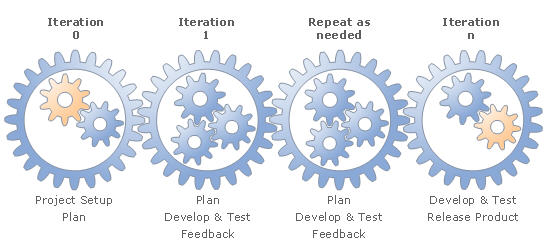 Iteration
0
Iteration
1
Repeat as
needed
Iteration
n
Project Setup
Plan
Plan
Develop & Test
Feedback
Plan
Develop & Test
Feedback
Develop & Test
Release Product